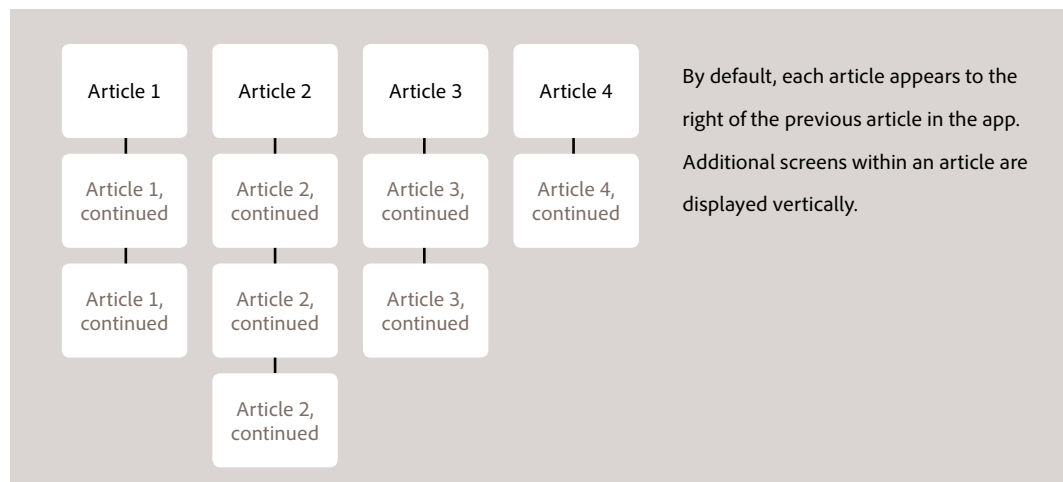 Article 1
Article 2
Article 3
Article 4
By default, each article appears to the
right of the previous article in the app.
Additional screens within an article are
displayed vertically.
Article 1,
continued
Article 2,
continued
Article 3,
continued
Article 4,
continued
Article 1,
continued
Article 2,
continued
Article 3,
continued
Article 2,
continued